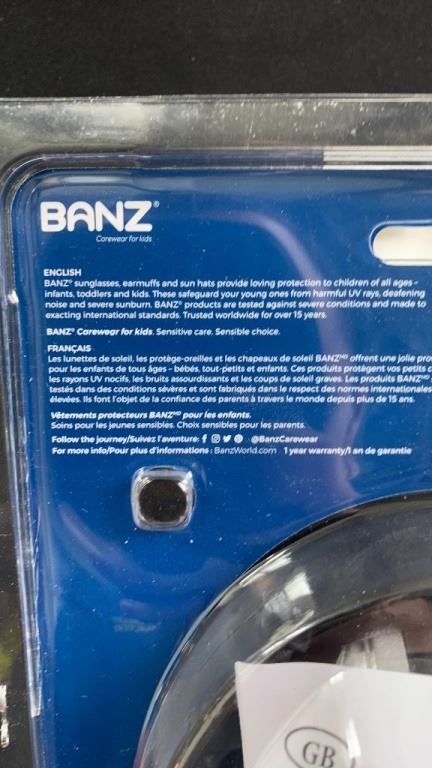 BANZ®
Carewear for kids
ENGLISH
BANZ® sunglasses, earmuffs and sun hats provide loving protection to children of all ages -
infants, toddlers and kids. These safeguard your young ones from harmful UV rays, deafening
noise and severe sunburn. BANZ® products are tested against severe conditions and made to
exacting international standards. Trusted worldwide for over 15 years.
BANZ® Carewear for kids. Sensitive care. Sensible choice.
FRANÇAIS
Les lunettes de soleil, les protège-oreilles et les chapeaux de soleil BANZᴹᴰ offrent une jolie
pour les enfants de tous âges - bébés, tout-petits et enfants. Ces produits protègent vos petits
les rayons UV nocifs, les bruits assourdissants et les coups de soleil graves. Les produits BANZᴹᴰ
testés dans des conditions sévères et sont fabriqués dans le respect des normes internationales
élevées. Ils font l'objet de la confiance des parents à travers le monde depuis plus de 15 ans.
Vêtements protecteurs BANZᴹᴰ pour les enfants.
Soins pour les jeunes sensibles. Choix sensibles pour les parents.
Follow the journey/Suivez l'aventure: @BanzCarewear
For more info/Pour plus d'informations : BanzWorld.com 1 year warranty/1 an de garantie
GB